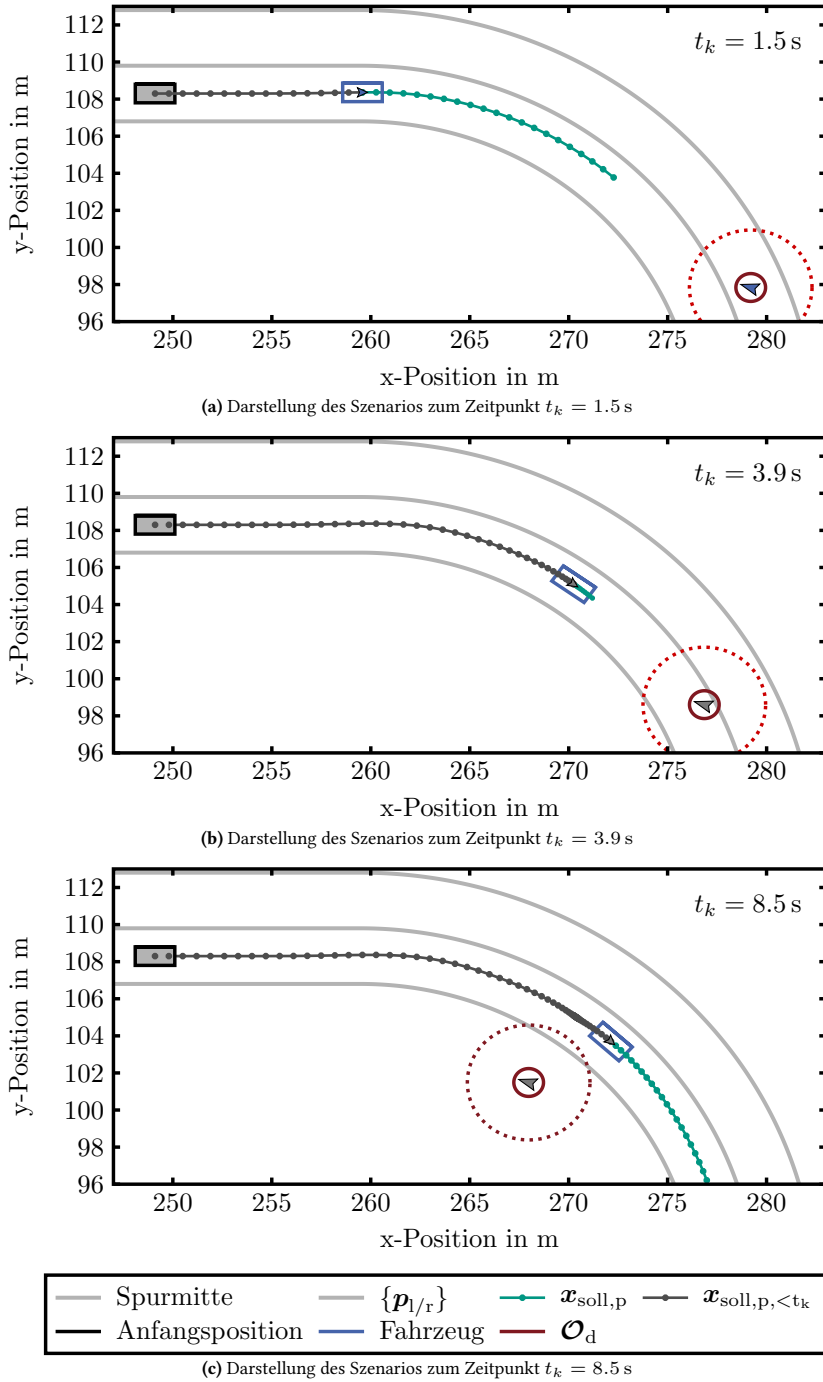 112
110
108
106
104
102
100
98
96
y-Position in m
t_k = 1.5 s
250 255 260 265 270 275 280
x-Position in m
(a) Darstellung des Szenarios zum Zeitpunkt t_k = 1.5 s
112
110
108
106
104
102
100
98
96
y-Position in m
t_k = 3.9 s
250 255 260 265 270 275 280
x-Position in m
(b) Darstellung des Szenarios zum Zeitpunkt t_k = 3.9 s
112
110
108
106
104
102
100
98
96
y-Position in m
t_k = 8.5 s
250 255 260 265 270 275 280
x-Position in m
Spurmitte {p_{l/r}} x_{soll,p} x_{soll,p,<t_k}
Anfangsposition Fahrzeug O_d
(c) Darstellung des Szenarios zum Zeitpunkt t_k = 8.5 s